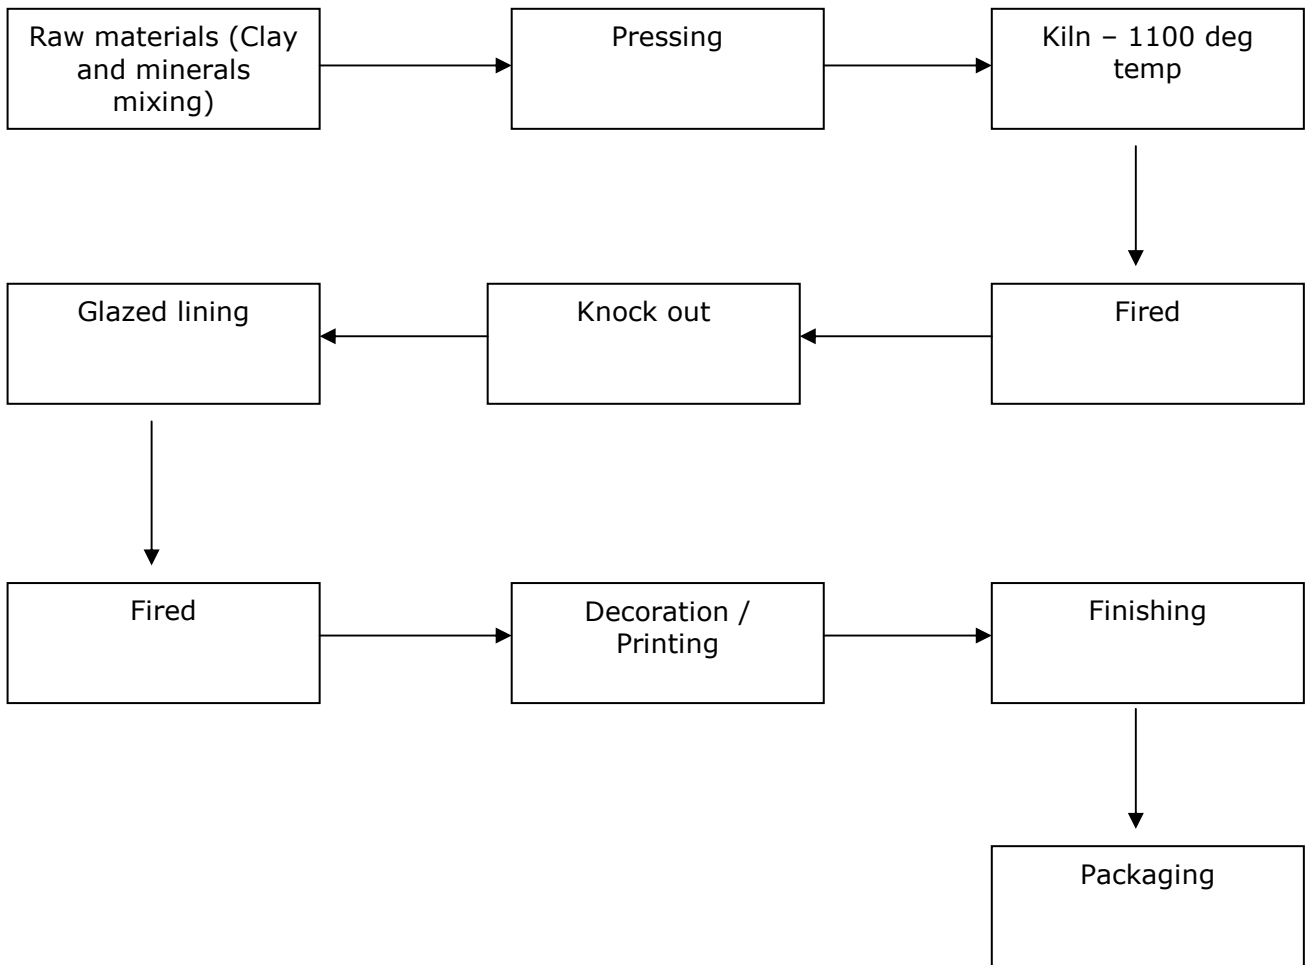 Raw materials (Clay
and minerals
mixing)
Pressing
Kiln – 1100 deg
temp
Fired
Knock out
Glazed lining
Fired
Decoration /
Printing
Finishing
Packaging